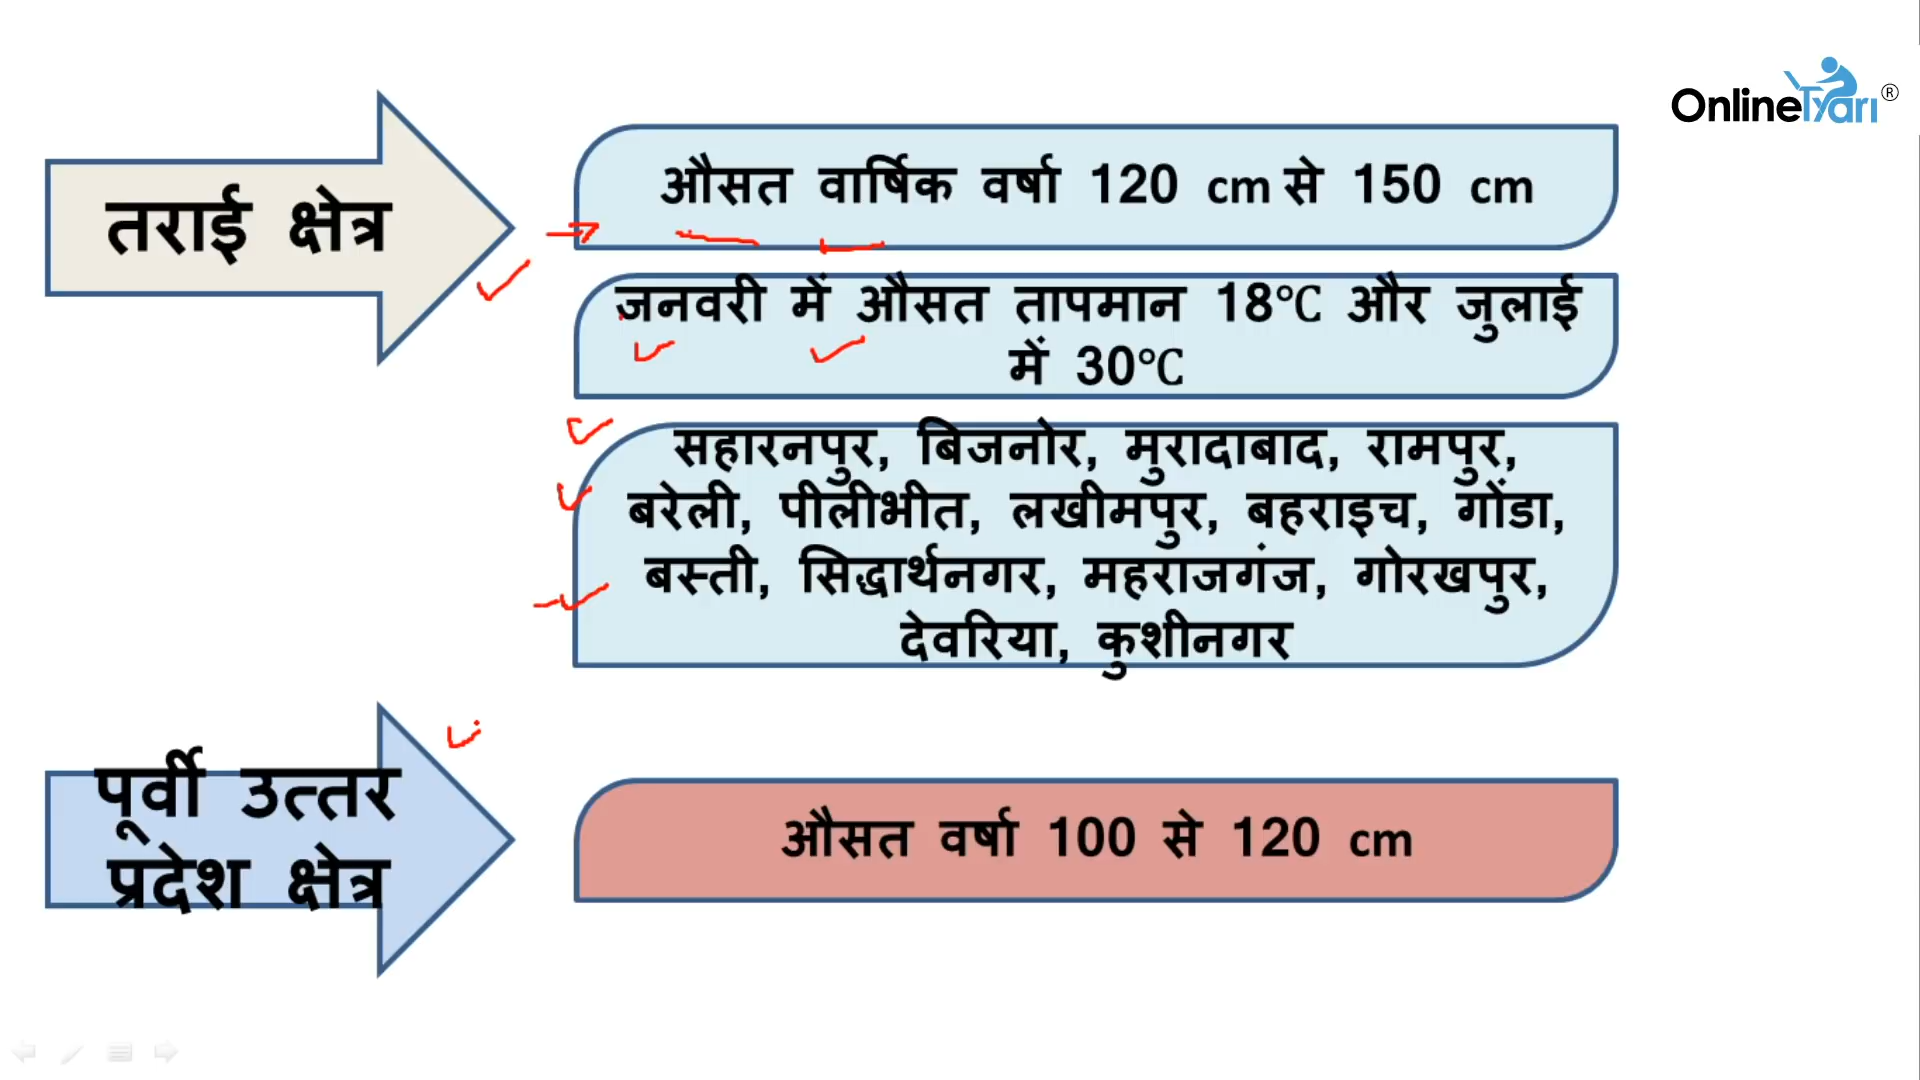 OnlineTyari®
तराई क्षेत्र
औसत वार्षिक वर्षा 120 cm से 150 cm
जनवरी में औसत तापमान 18℃ और जुलाई
में 30℃
सहारनपुर, बिजनोर, मुरादाबाद, रामपुर,
बरेली, पीलीभीत, लखीमपुर, बहराइच, गोंडा,
बस्ती, सिद्धार्थनगर, महराजगंज, गोरखपुर,
देवरिया, कुशीनगर
पूर्वी उत्तर
प्रदेश क्षेत्र
औसत वर्षा 100 से 120 cm